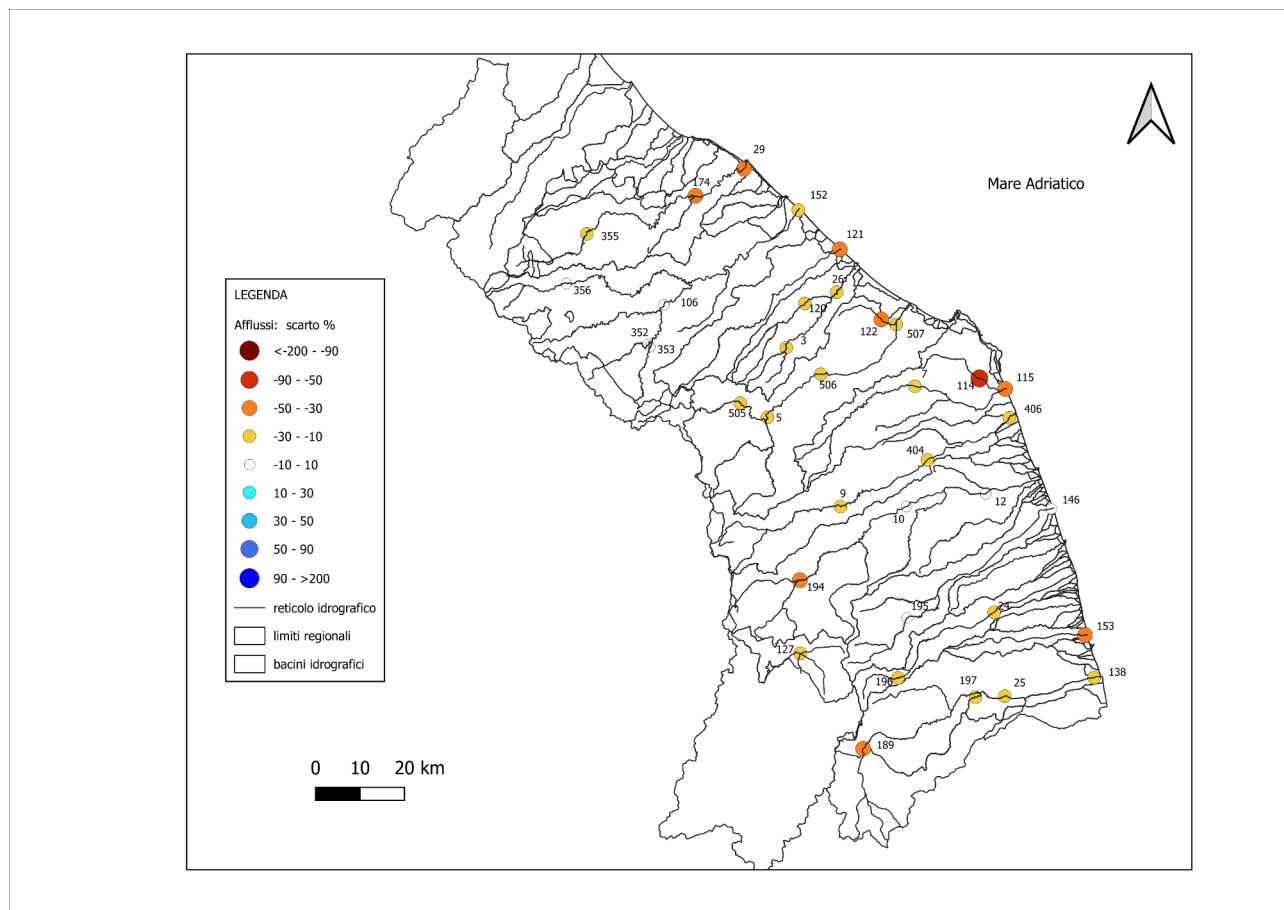 29
174
152
Mare Adriatico
121
355
26
356
106
120
122
507
352
353
3
7
506
114
115
505
5
406
404
9
10
12
146
194
195
24
153
127
196
138
197
25
189
LEGENDA
Afflussi: scarto %
<-200 - -90
-90 - -50
-50 - -30
-30 - -10
-10 - 10
10 - 30
30 - 50
50 - 90
90 - >200
reticolo idrografico
limiti regionali
bacini idrografici
0 10 20 km